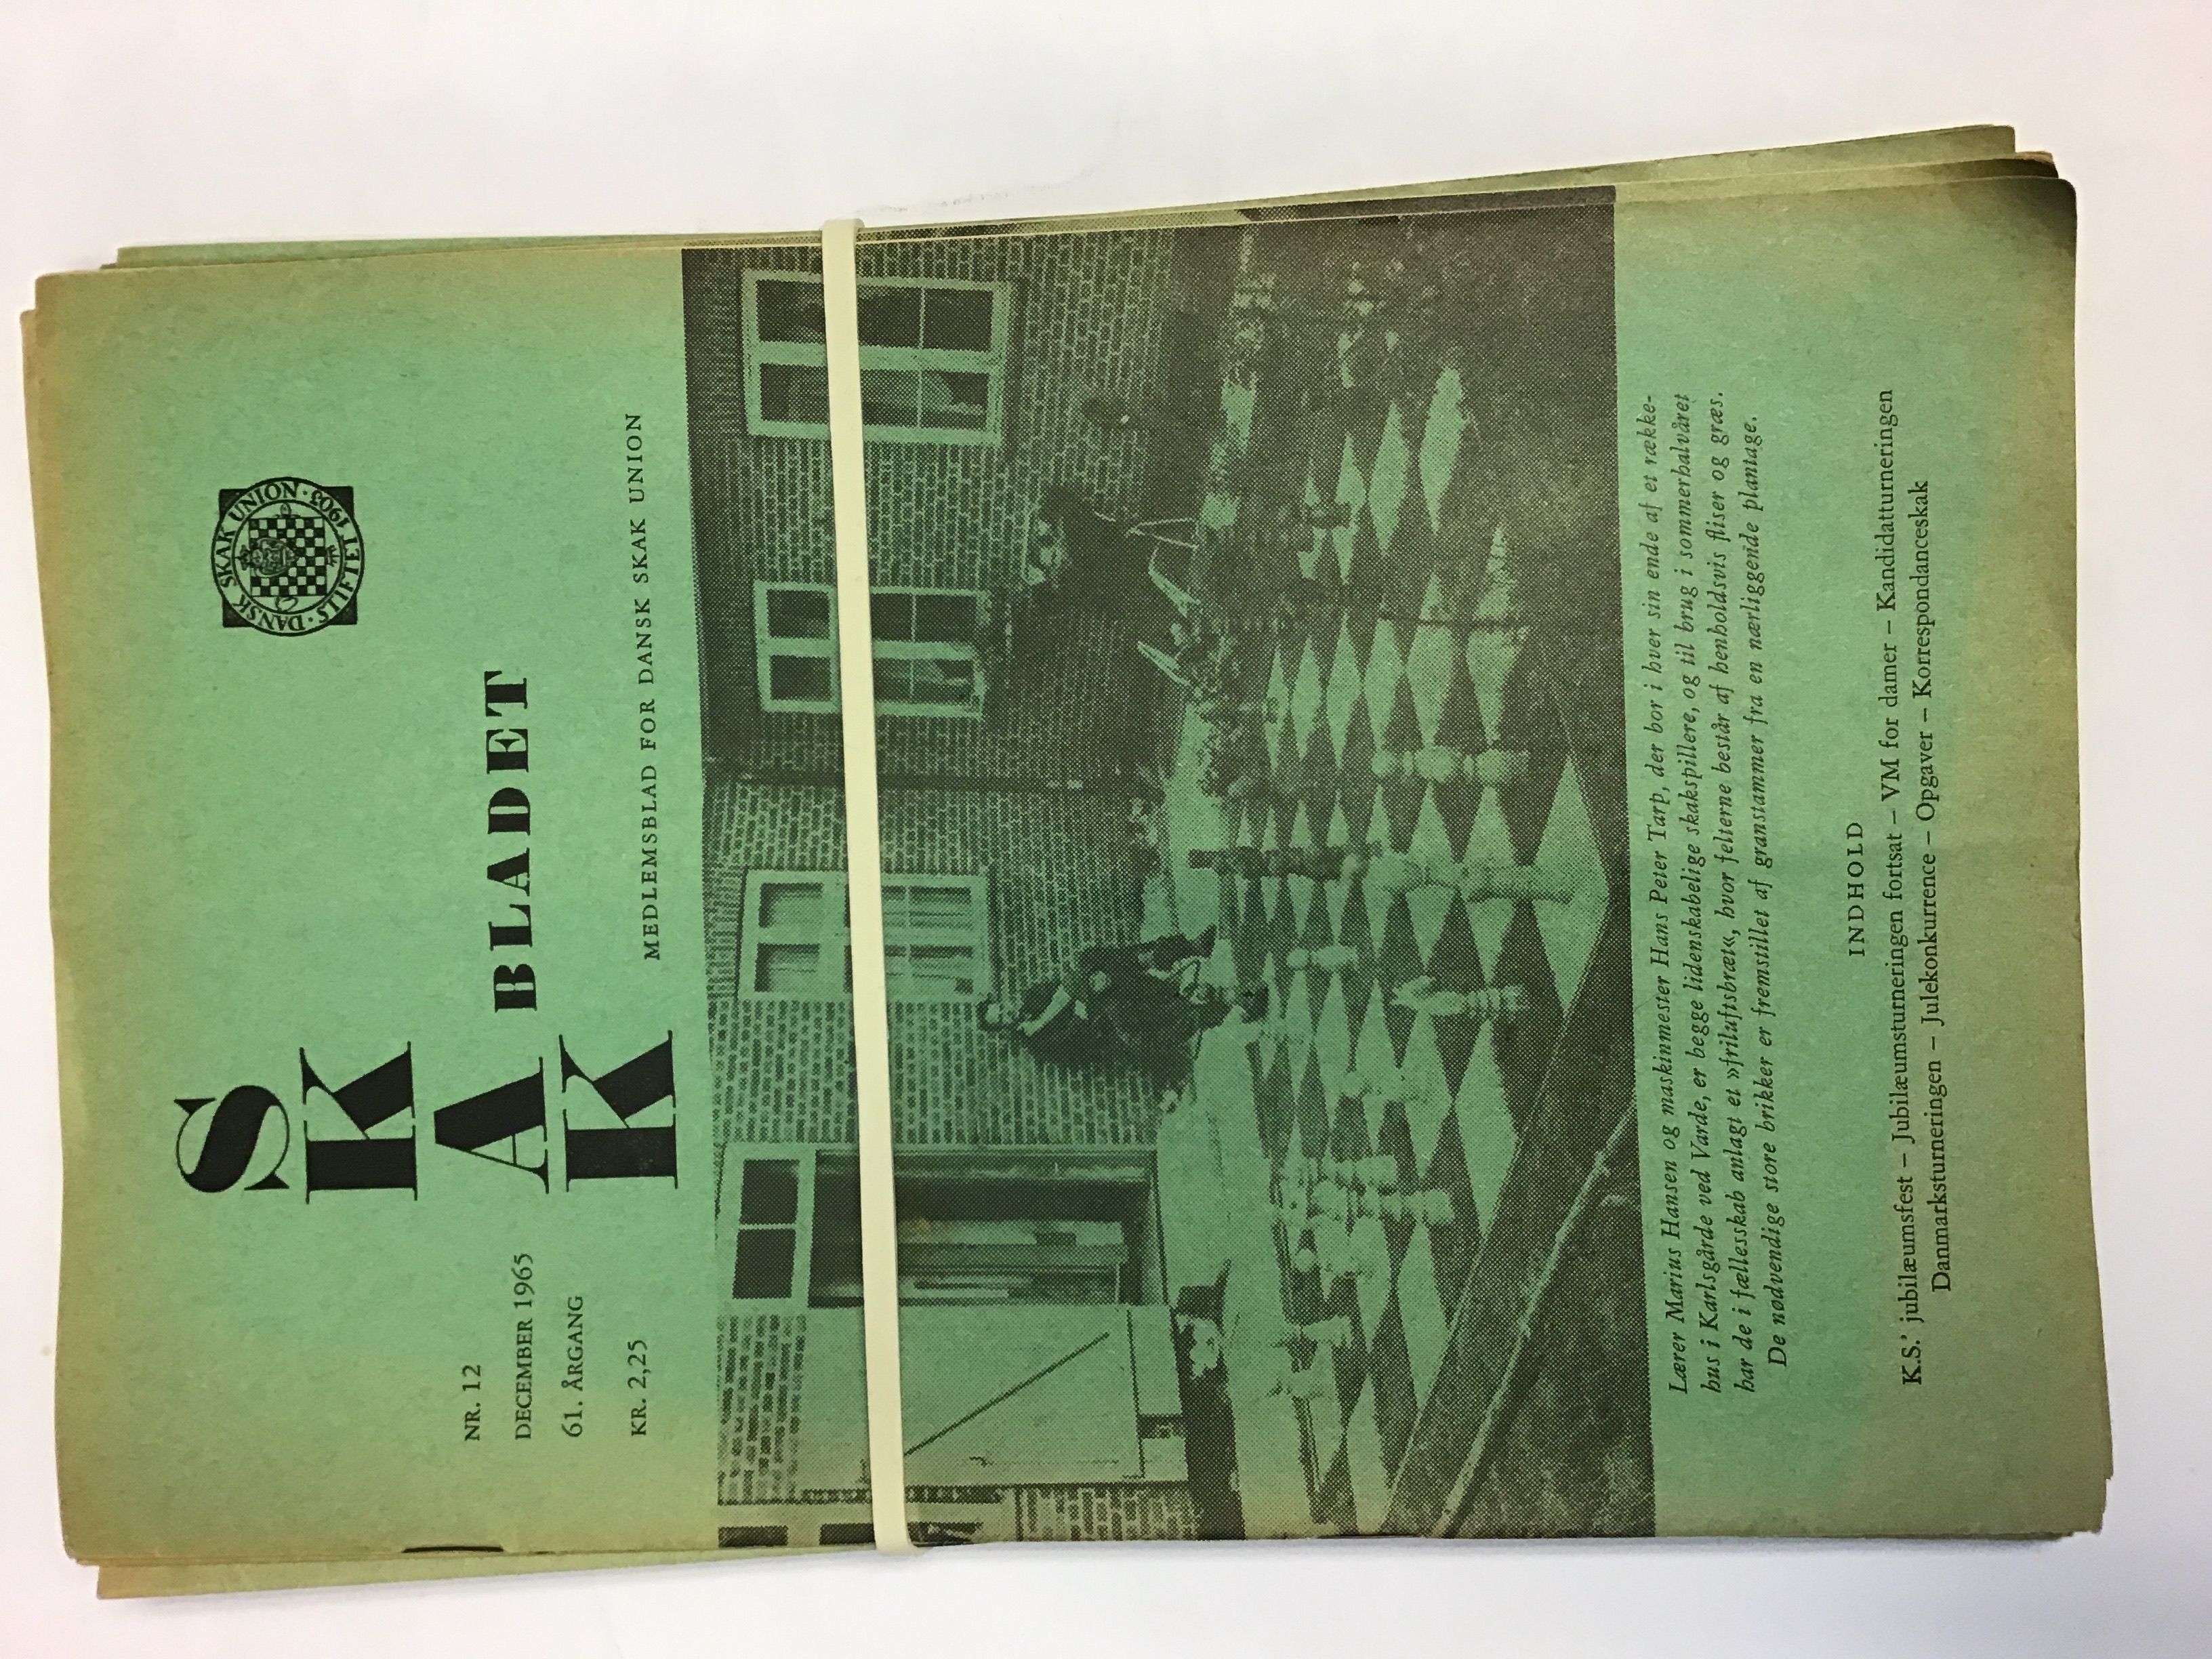 DANSK SKAK UNION · STIFTET 1903 ·
SKAK BLADET
NR. 12
DECEMBER 1965
61. ÅRGANG
KR. 2,25
MEDLEMSBLAD FOR DANSK SKAK UNION
Lærer Marius Hansen og maskinmester Hans Peter Tarp, der bor i hver sin ende af et række-
hus i Karlsgårde ved Varde, er begge lidenskabelige skakspillere, og til brug i sommerhalvåret
har de i fællesskab anlagt et »friluftsbræt«, hvor felterne består af henholdsvis fliser og græs.
De nødvendige store brikker er fremstillet af granstammer fra en nærliggende plantage.
INDHOLD
K.S.' jubilæumsfest – Jubilæumsturneringen fortsat – VM for damer – Kandidatturneringen
Danmarksturneringen – Julekonkurrence – Opgaver – Korrespondanceskak